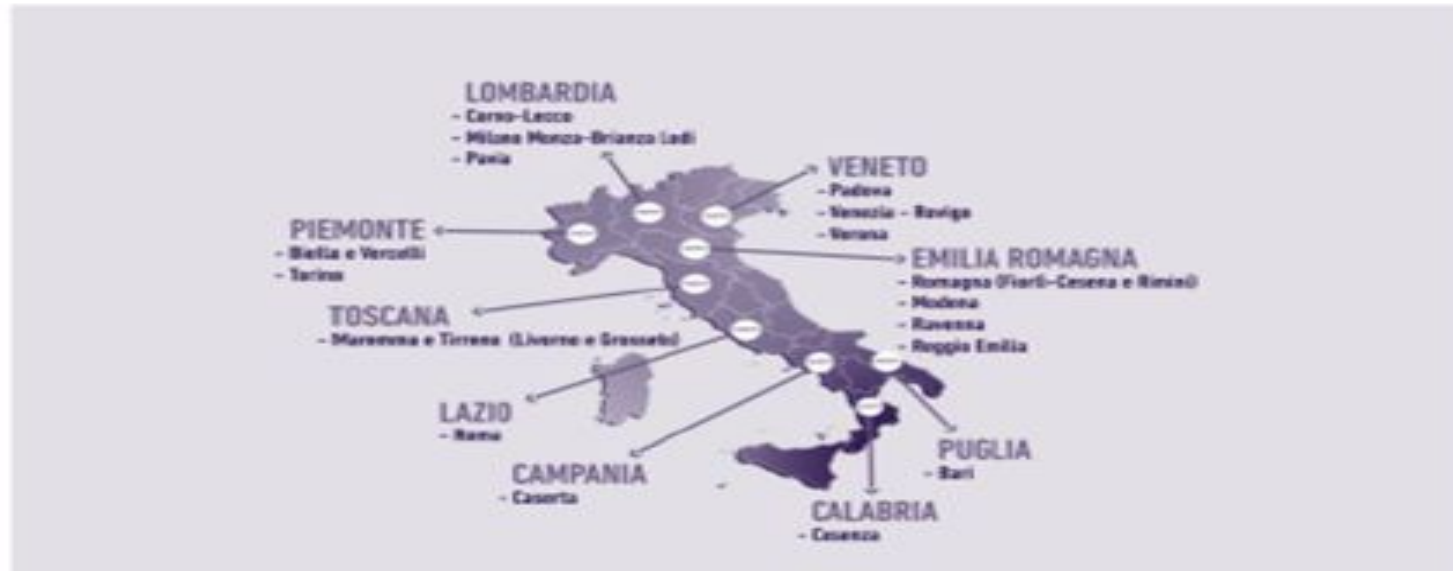 LOMBARDIA
- Como-Lecco
- Milano Monza-Brianza Lodi
- Pavia
VENETO
- Padova
- Venezia - Rovigo
- Verona
PIEMONTE
- Biella e Vercelli
- Torino
EMILIA ROMAGNA
- Romagna (Fiorlì-Cesena e Rimini)
- Modena
- Ravenna
- Reggio Emilia
TOSCANA
- Maremma e Tirreno (Livorno e Grosseto)
LAZIO
- Roma
PUGLIA
- Bari
CAMPANIA
- Caserta
CALABRIA
- Cosenza